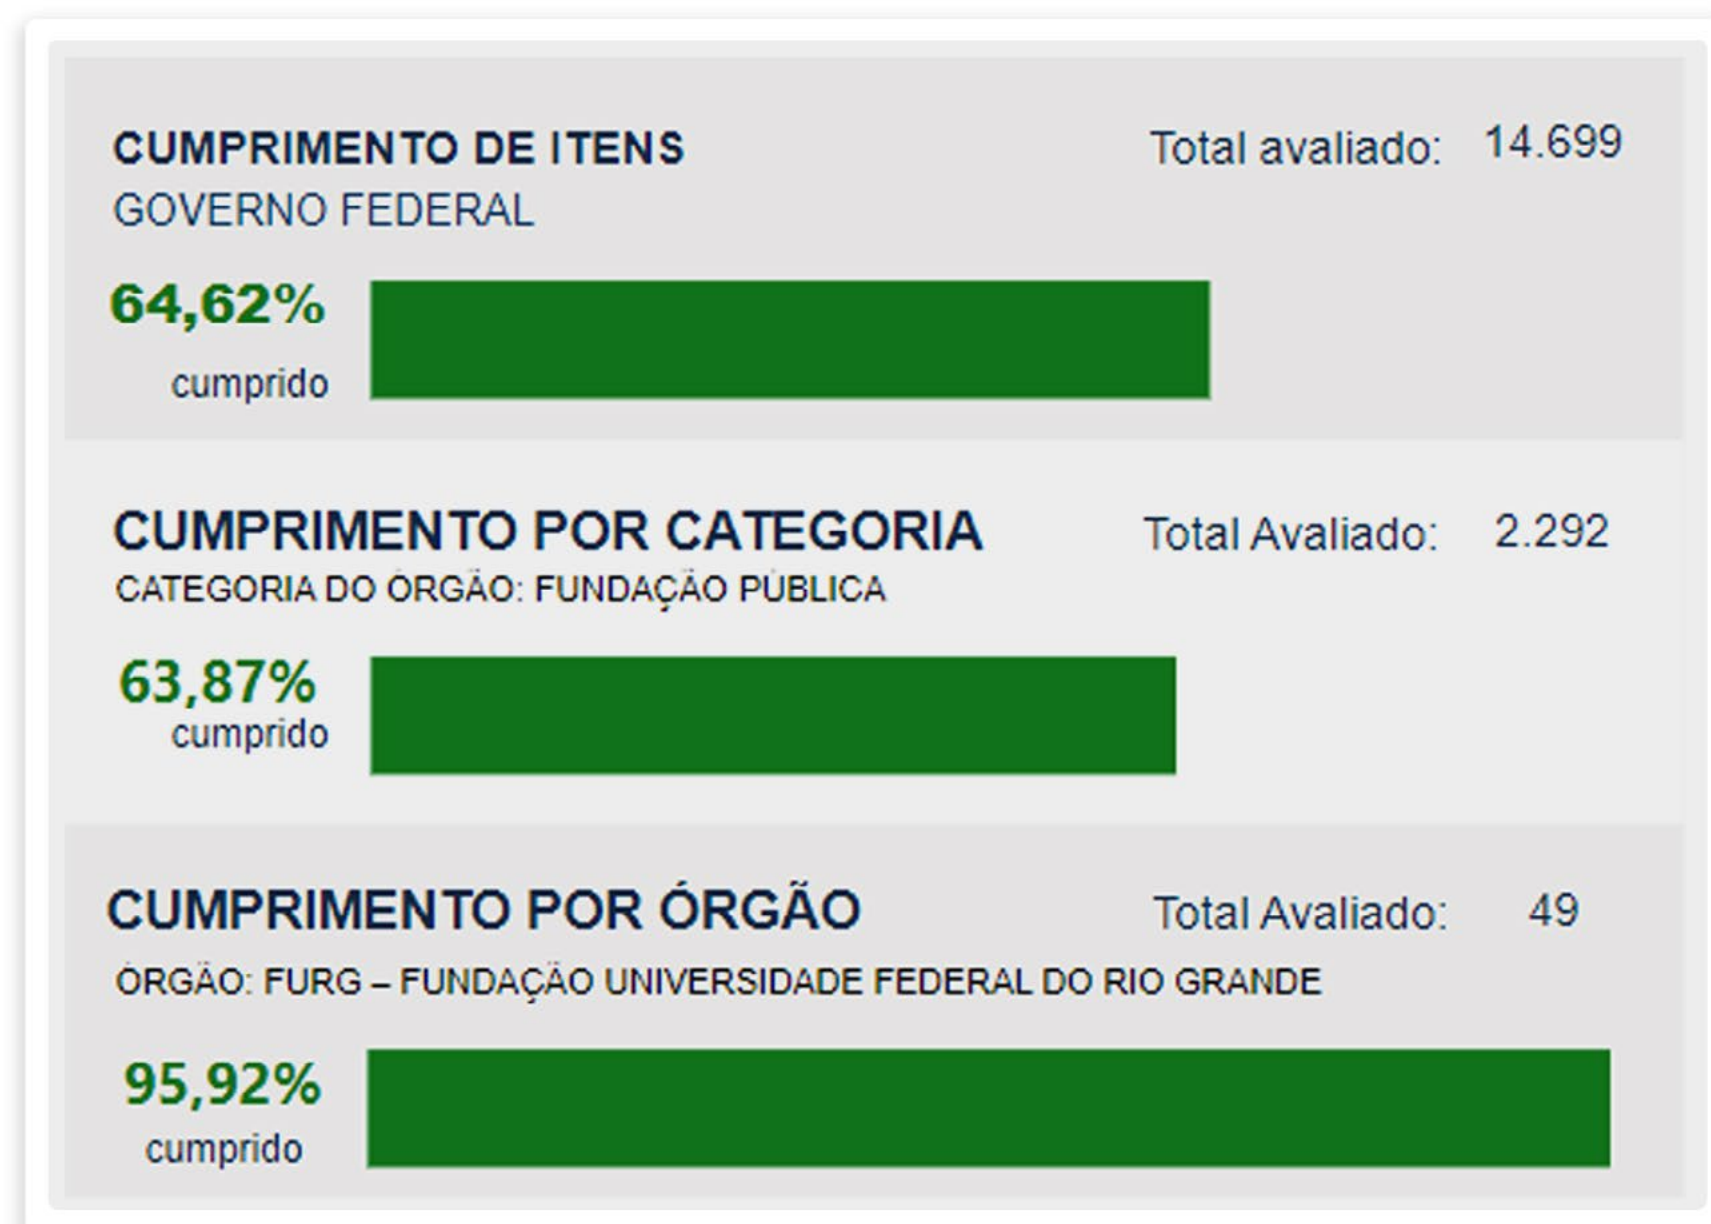 CUMPRIMENTO DE ITENS Total avaliado: 14.699
GOVERNO FEDERAL
64,62%
cumprido
CUMPRIMENTO POR CATEGORIA Total Avaliado: 2.292
CATEGORIA DO ÓRGÃO: FUNDAÇÃO PÚBLICA
63,87%
cumprido
CUMPRIMENTO POR ÓRGÃO Total Avaliado: 49
ÓRGÃO: FURG – FUNDAÇÃO UNIVERSIDADE FEDERAL DO RIO GRANDE
95,92%
cumprido